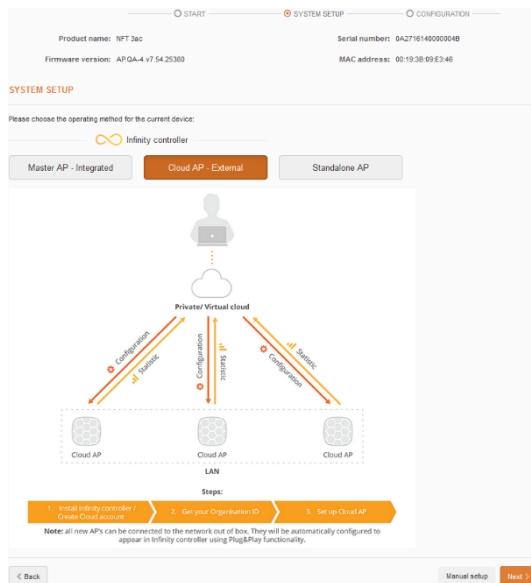 START SYSTEM SETUP CONFIGURATION
Product name: NFT 3ac Serial number: 0A2716140000004B
Firmware version: APQA-4.v7.54.25380 MAC address: 00:19:3B:09:E3:46
SYSTEM SETUP
Please choose the operating method for the current device:
Infinity controller
Master AP - Integrated Cloud AP - External Standalone AP
Private/ Virtual cloud
Configuration Statistic Configuration Statistic Configuration Statistic
Cloud AP Cloud AP Cloud AP
LAN
Steps:
1. Install Infinity controller / Create Cloud account
2. Get your Organisation ID
3. Set up Cloud AP
Note: all new AP's can be connected to the network out of box. They will be automatically configured to
appear in Infinity controller using Plug&Play functionality.
< Back Manual setup Next >